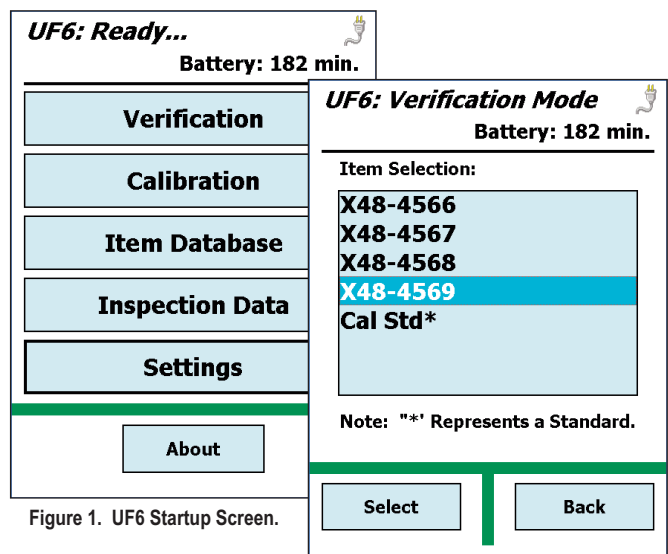 UF6: Ready...
Battery: 182 min.
Verification
Calibration
Item Database
Inspection Data
Settings
About
Figure 1. UF6 Startup Screen.
UF6: Verification Mode
Battery: 182 min.
Item Selection:
X48-4566
X48-4567
X48-4568
X48-4569
Cal Std*
Note: "*' Represents a Standard.
Select
Back